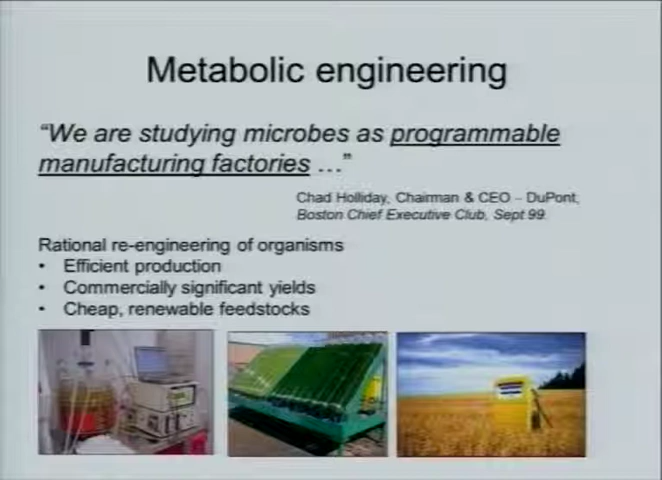 Metabolic engineering
“We are studying microbes as programmable
manufacturing factories …”
Chad Holliday, Chairman & CEO – DuPont,
Boston Chief Executive Club, Sept 99
Rational re-engineering of organisms
• Efficient production
• Commercially significant yields
• Cheap, renewable feedstocks